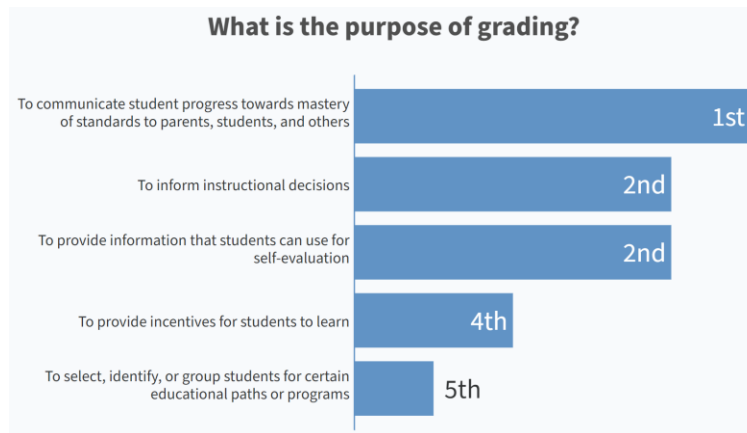 What is the purpose of grading?
To communicate student progress towards mastery
of standards to parents, students, and others
1st
To inform instructional decisions
2nd
To provide information that students can use for
self-evaluation
2nd
To provide incentives for students to learn
4th
To select, identify, or group students for certain
educational paths or programs
5th